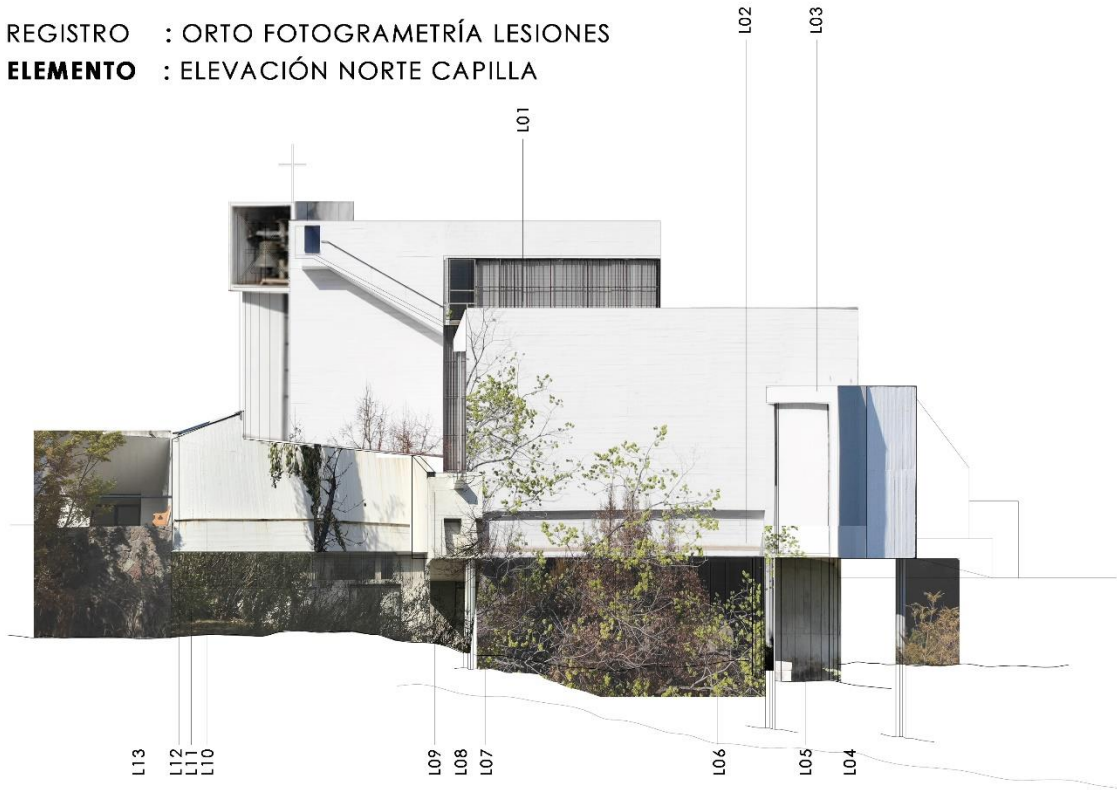 REGISTRO : ORTO FOTOGRAMETRÍA LESIONES
ELEMENTO : ELEVACIÓN NORTE CAPILLA
L01
L02
L03
L13
L12
L11
L10
L09
L08
L07
L06
L05
L04